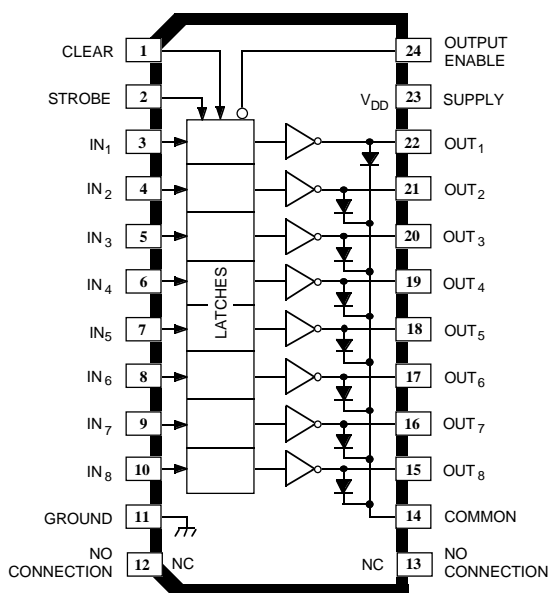 CLEAR 1 24 OUTPUT ENABLE
STROBE 2 VDD 23 SUPPLY
IN1 3 22 OUT1
IN2 4 21 OUT2
IN3 5 20 OUT3
IN4 6 19 OUT4
IN5 7 18 OUT5
IN6 8 17 OUT6
IN7 9 16 OUT7
IN8 10 15 OUT8
LATCHES
GROUND 11 14 COMMON
NO CONNECTION 12 NC NC 13 NO CONNECTION